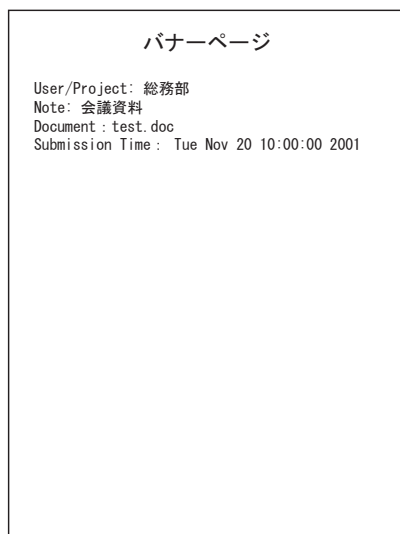 バナーページ
User/Project: 総務部
Note: 会議資料
Document : test.doc
Submission Time : Tue Nov 20 10:00:00 2001